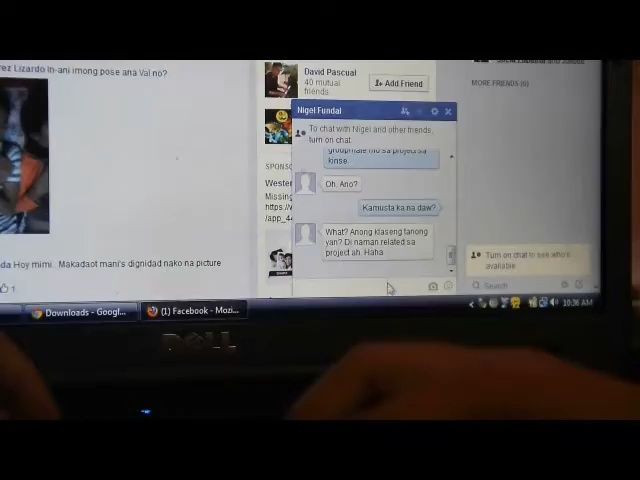 rez Lizardo In-ani imong pose ana Val no?
David Pascual
40 mutual
friends
Add Friend
MORE FRIENDS (6)
Nigel Fundal
To chat with Nigel and other friends,
turn on chat.
groupmate mo sa project sa
kinse.
Oh. Ano?
Kamusta ka na daw?
What? Anong klaseng tanong
yan? Di naman related sa
project ah. Haha
SPONS
Wester
Missing
https://v
/app_44
da Hoy mimi.. Makadaot mani's dignidad nako na picture
1
Turn on chat to see who's
available.
Search
Downloads - Googl...
(1) Facebook - Mozi...
10:36 AM
DELL